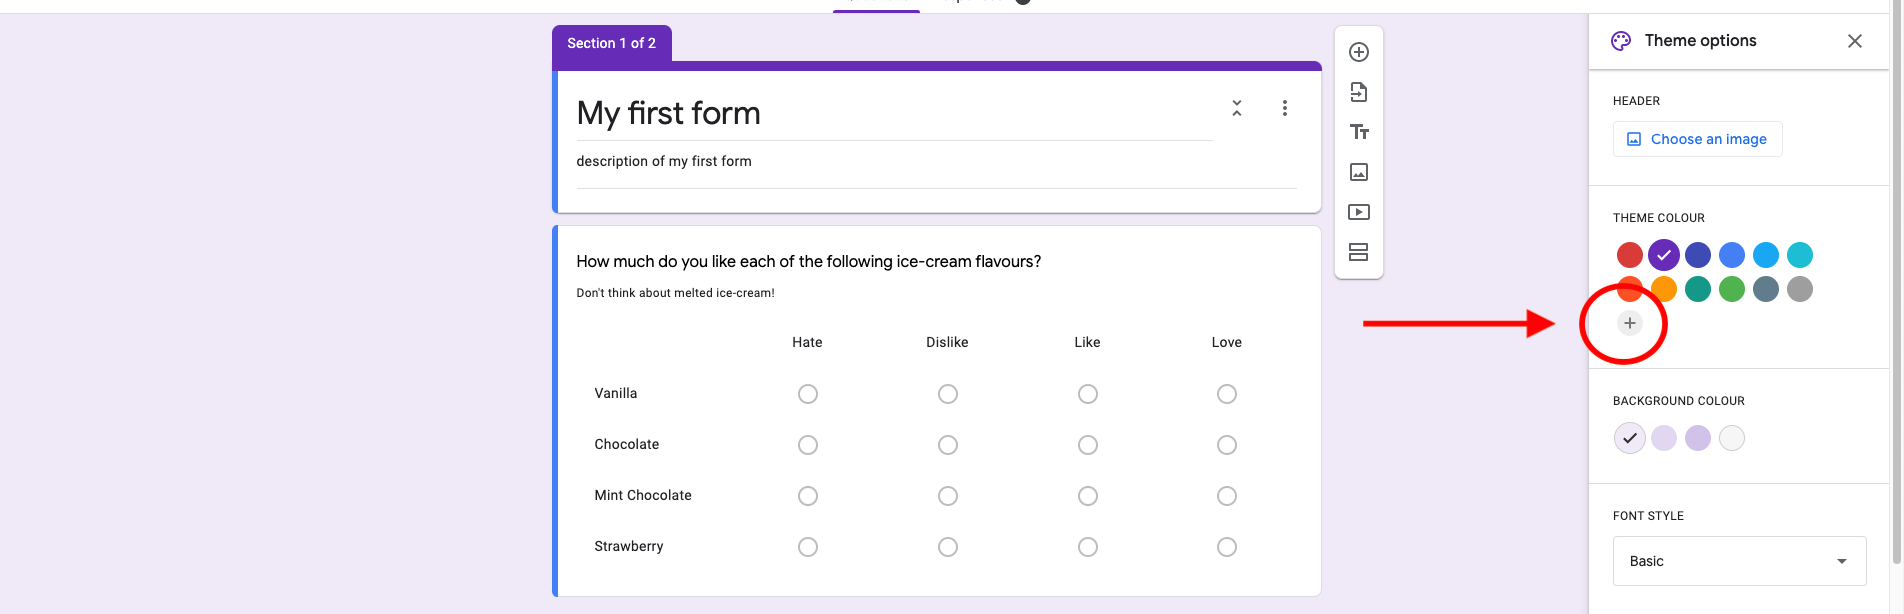 Section 1 of 2
My first form
description of my first form
How much do you like each of the following ice-cream flavours?
Don't think about melted ice-cream!
Hate Dislike Like Love
Vanilla
Chocolate
Mint Chocolate
Strawberry
Theme options
HEADER
Choose an image
THEME COLOUR
BACKGROUND COLOUR
FONT STYLE
Basic